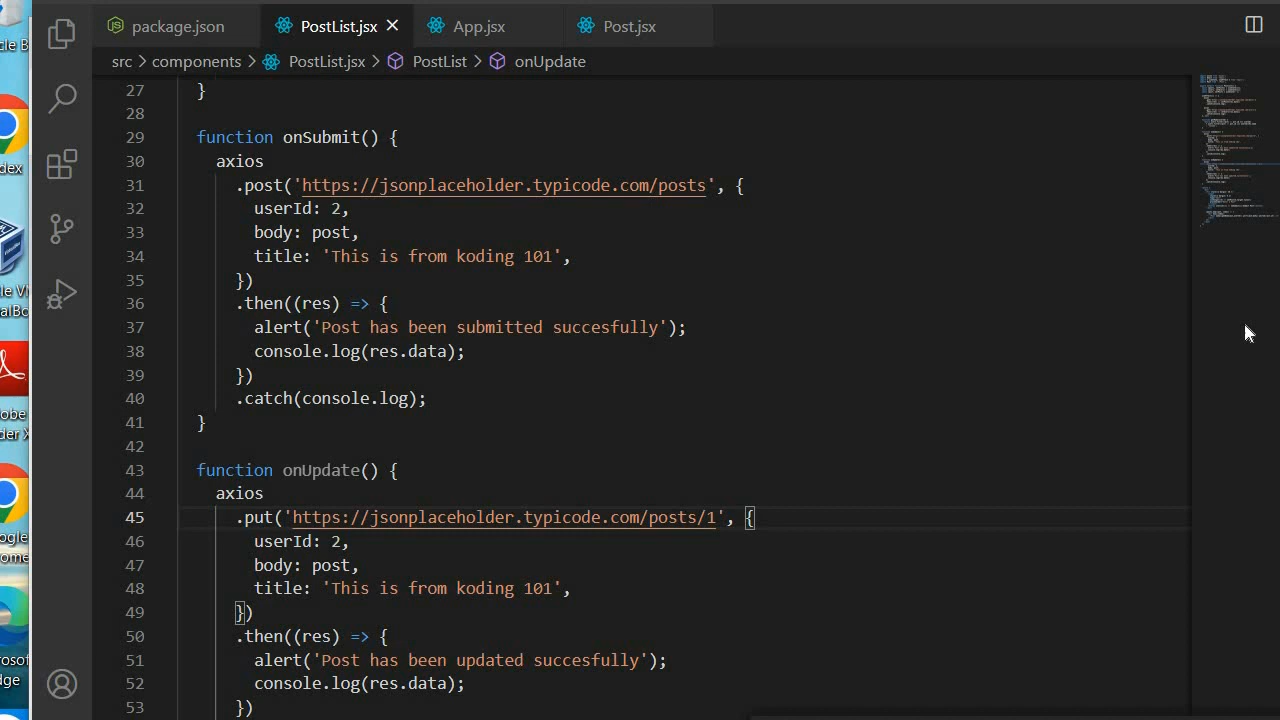 package.json
PostList.jsx
App.jsx
Post.jsx
src > components > PostList.jsx > PostList > onUpdate
27 }
28
29 function onSubmit() {
30 axios
31 .post('https://jsonplaceholder.typicode.com/posts', {
32 userId: 2,
33 body: post,
34 title: 'This is from koding 101',
35 })
36 .then((res) => {
37 alert('Post has been submitted succesfully');
38 console.log(res.data);
39 })
40 .catch(console.log);
41 }
42
43 function onUpdate() {
44 axios
45 .put('https://jsonplaceholder.typicode.com/posts/1', {
46 userId: 2,
47 body: post,
48 title: 'This is from koding 101',
49 })
50 .then((res) => {
51 alert('Post has been updated succesfully');
52 console.log(res.data);
53 })